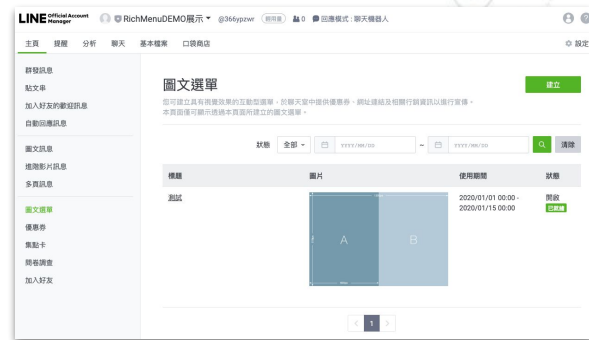 LINE Official Account Manager
RichMenuDEMO展示 @366ypzwr 0 回應模式 : 聊天機器人
主頁 提醒 分析 聊天 基本檔案 口袋商店 設定
群發訊息
貼文串
加入好友的歡迎訊息
自動回應訊息
圖文訊息
進階影片訊息
多頁訊息
圖文選單
優惠券
集點卡
問卷調查
加入好友
圖文選單
建立
您可建立具有視覺效果的互動型選單，於聊天室中提供優惠券、網址連結及相關行銷資訊以進行宣傳。
本頁面僅可顯示透過本頁面所建立的圖文選單。
狀態 全部 YYYY/MM/DD ~ YYYY/MM/DD 清除
標題 圖片 使用期間 狀態
測試 A B 2020/01/01 00:00 - 開啟
2020/01/15 00:00
1